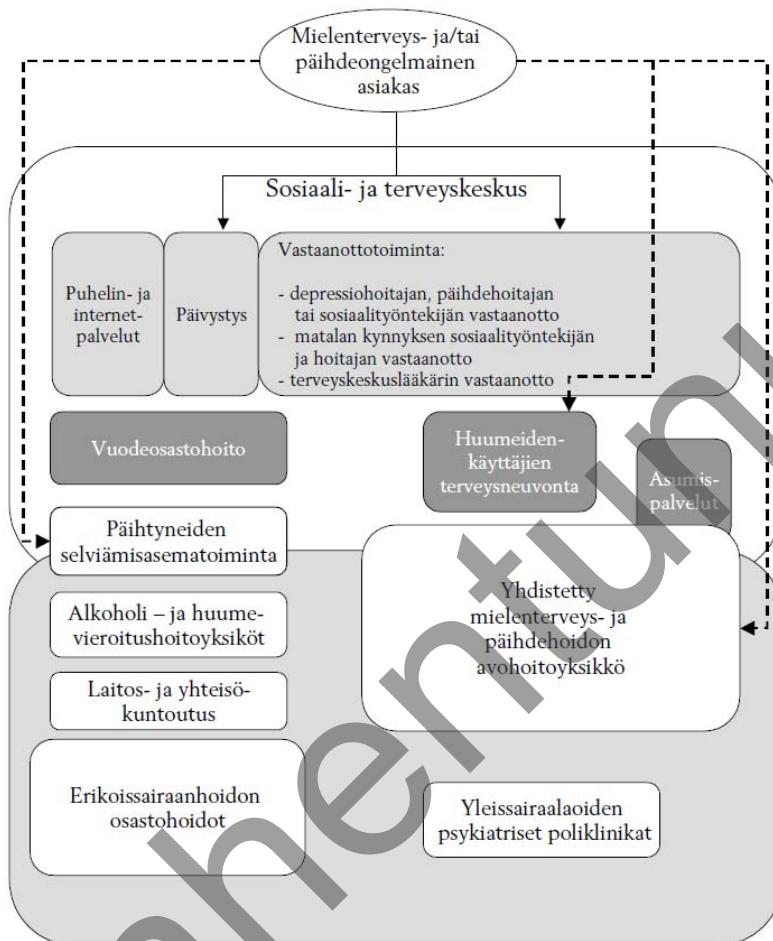 Mielenterveys- ja/tai
päihdeongelmainen
asiakas
Sosiaali- ja terveyskeskus
Puhelin- ja
internet-
palvelut
Päivystys
Vastaanottotoiminta:
- depressiohoitajan, päihdehoitajan
tai sosiaalityöntekijän vastaanotto
- matalan kynnyksen sosiaalityöntekijän
ja hoitajan vastaanotto
- terveyskeskuslääkärin vastaanotto
Vuodeosastohoito
Huumeiden-
käyttäjien
terveysneuvonta
Asumis-
palvelut
Päihtyneiden
selviämisasematoiminta
Yhdistetty
mielenterveys- ja
päihdehoidon
avohoitoyksikkö
Alkoholi – ja huume-
vieroitushoitoyksiköt
Laitos- ja yhteisö-
kuntoutus
Erikoissairaanhoidon
osastohoidot
Yleissairaalaoiden
psykiatriset poliklinikat